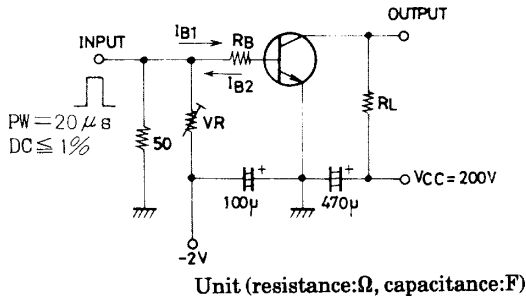 OUTPUT
INPUT
IB1
RB
IB2
PW=20μs
DC≦1%
50
VR
RL
+
+
100μ
470μ
VCC=200V
-2V
Unit (resistance:Ω, capacitance:F)